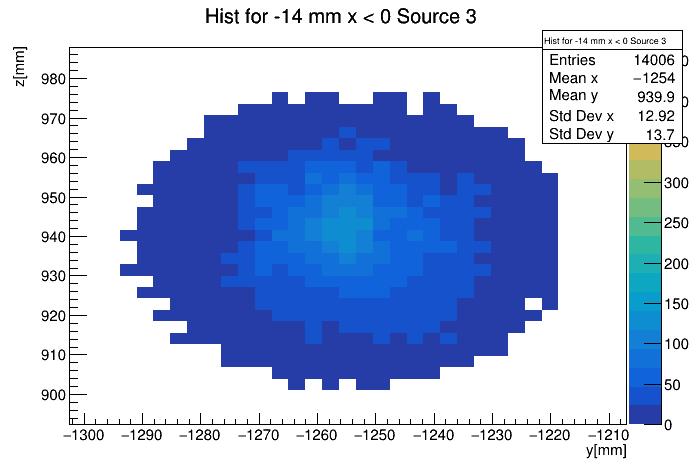 Hist for -14 mm x < 0 Source 3
Hist for -14 mm x < 0 Source 3
Entries 14006
Mean x −1254
Mean y 939.9
Std Dev x 12.92
Std Dev y 13.7
z[mm]
980
970
960
950
940
930
920
910
900
−1300 −1290 −1280 −1270 −1260 −1250 −1240 −1230 −1220 −1210
y[mm]
300
250
200
150
100
50
0